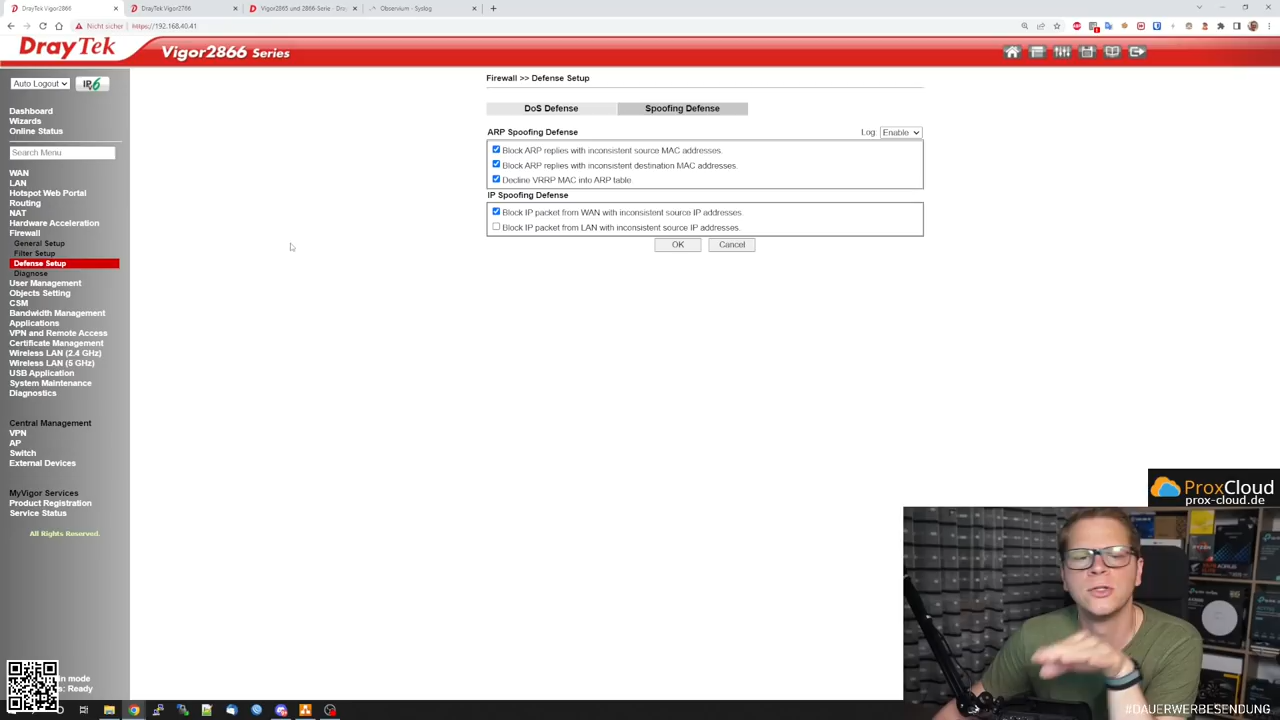 DrayTek Vigor2866
DrayTek Vigor2766
Vigor2865 und 2866-Serie - Dra
Observium - Syslog
Nicht sicher
https://192.168.40.41
DrayTek
Vigor2866 Series
Auto Logout
IPv6
Dashboard
Wizards
Online Status
Search Menu
WAN
LAN
Hotspot Web Portal
Routing
NAT
Hardware Acceleration
Firewall
General Setup
Filter Setup
Defense Setup
Diagnose
User Management
Objects Setting
CSM
Bandwidth Management
Applications
VPN and Remote Access
Certificate Management
Wireless LAN (2.4 GHz)
Wireless LAN (5 GHz)
USB Application
System Maintenance
Diagnostics
Central Management
VPN
AP
Switch
External Devices
MyVigor Services
Product Registration
Service Status
All Rights Reserved.
in mode
s: Ready
Firewall >> Defense Setup
DoS Defense
Spoofing Defense
ARP Spoofing Defense
Log: Enable
Block ARP replies with inconsistent source MAC addresses.
Block ARP replies with inconsistent destination MAC addresses.
Decline VRRP MAC into ARP table.
IP Spoofing Defense
Block IP packet from WAN with inconsistent source IP addresses.
Block IP packet from LAN with inconsistent source IP addresses.
OK
Cancel
ProxCloud
prox-cloud.de
RYZEN
AORUS
#DAUERWERBESENDUNG